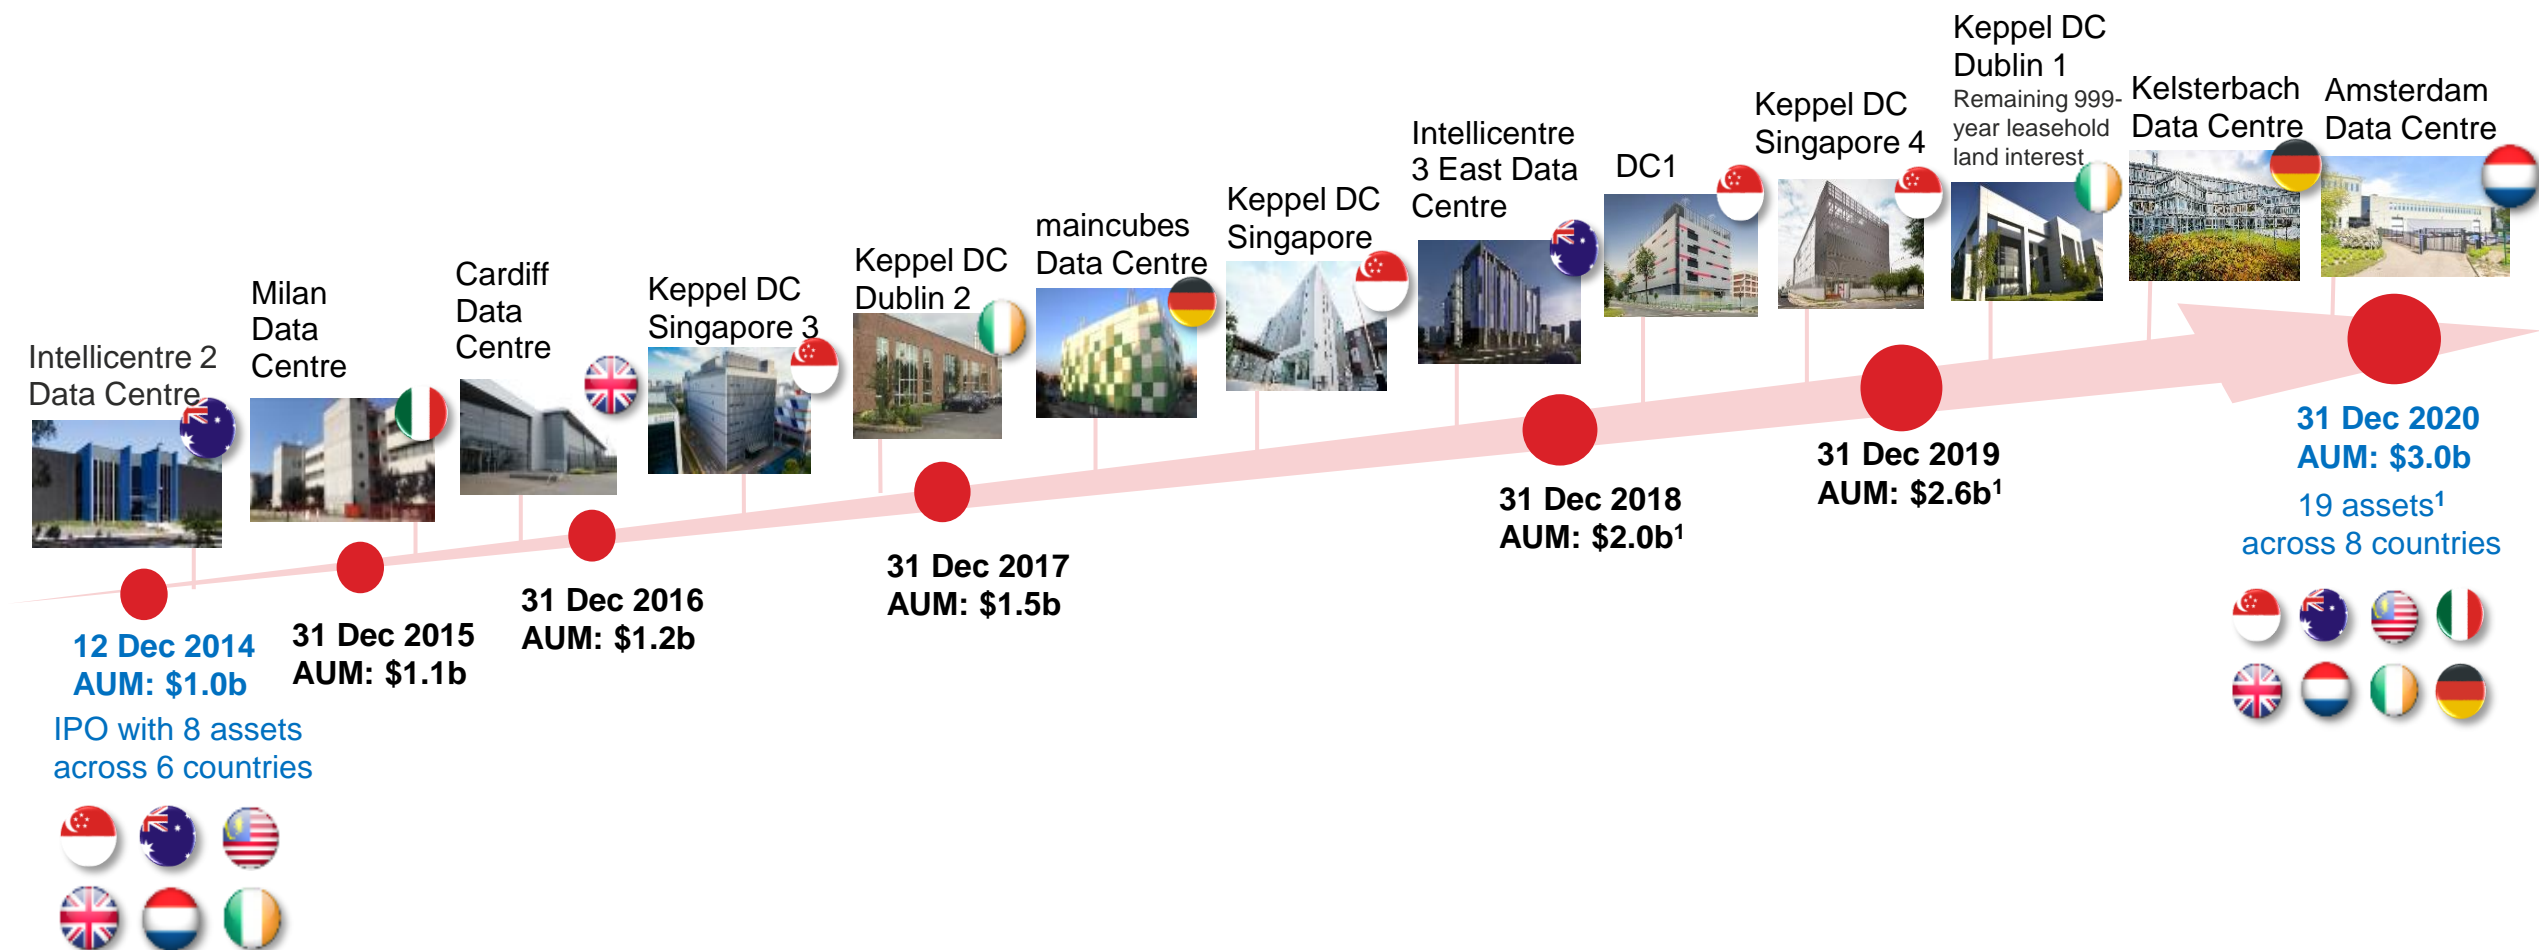 Intellicentre 2
Data Centre
Milan
Data
Centre
Cardiff
Data
Centre
Keppel DC
Singapore 3
Keppel DC
Dublin 2
maincubes
Data Centre
Keppel DC
Singapore
Intellicentre
3 East Data
Centre
DC1
Keppel DC
Singapore 4
Keppel DC
Dublin 1
Remaining 999-
year leasehold
land interest
Kelsterbach
Data Centre
Amsterdam
Data Centre
12 Dec 2014
AUM: $1.0b
IPO with 8 assets
across 6 countries
31 Dec 2015
AUM: $1.1b
31 Dec 2016
AUM: $1.2b
31 Dec 2017
AUM: $1.5b
31 Dec 2018
AUM: $2.0b¹
31 Dec 2019
AUM: $2.6b¹
31 Dec 2020
AUM: $3.0b
19 assets¹
across 8 countries